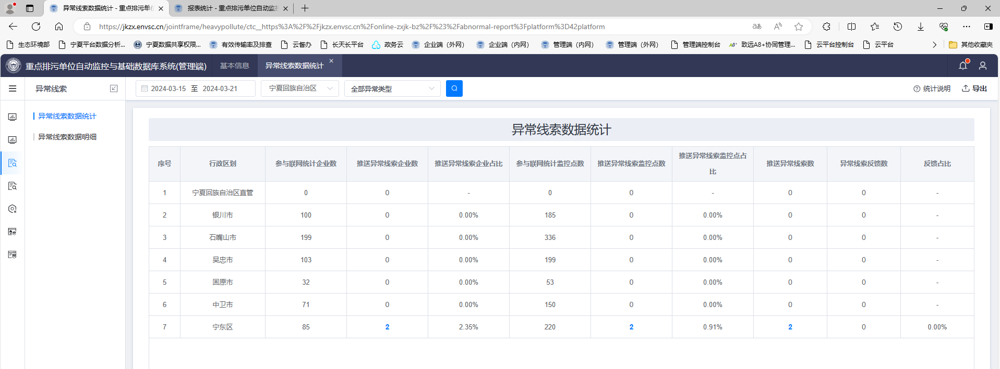 异常线索数据统计 - 重点排污单位
报表统计 - 重点排污单位自动监控
https://jkzx.envsc.cn/jointframe/heavypollute/ctc__https%3A%2F%2Fjkzx.envsc.cn%2Fonline-zxjk-bz%2F%23%2Fabnormal-report%3Fplatform%3D42platform
生态环境部 宁夏平台数据分析... 宁夏数据共享权限... 有效传输率及排查 云督办 长天长平台 政务云 企业端（外网） 企业端（内网） 管理端（内网） 管理端（外网） 管理端控制台 致远A8+协同管理... 云平台控制台 云平台 其他收藏夹
重点排污单位自动监控与基础数据库系统(管理端) 基本信息 异常线索数据统计
异常线索 2024-03-15 至 2024-03-21 宁夏回族自治区 全部异常类型 统计说明 导出
异常线索数据统计
异常线索数据明细
异常线索数据统计
序号 行政区划 参与联网统计企业数 推送异常线索企业数 推送异常线索企业占比 参与联网统计监控点数 推送异常线索监控点数 推送异常线索监控点占比 推送异常线索数 异常线索反馈数 反馈占比
1 宁夏回族自治区直管 0 0 - 0 0 - 0 0 -
2 银川市 100 0 0.00% 185 0 0.00% 0 0 -
3 石嘴山市 199 0 0.00% 336 0 0.00% 0 0 -
4 吴忠市 103 0 0.00% 199 0 0.00% 0 0 -
5 固原市 32 0 0.00% 53 0 0.00% 0 0 -
6 中卫市 71 0 0.00% 150 0 0.00% 0 0 -
7 宁东区 85 2 2.35% 220 2 0.91% 2 0 0.00%